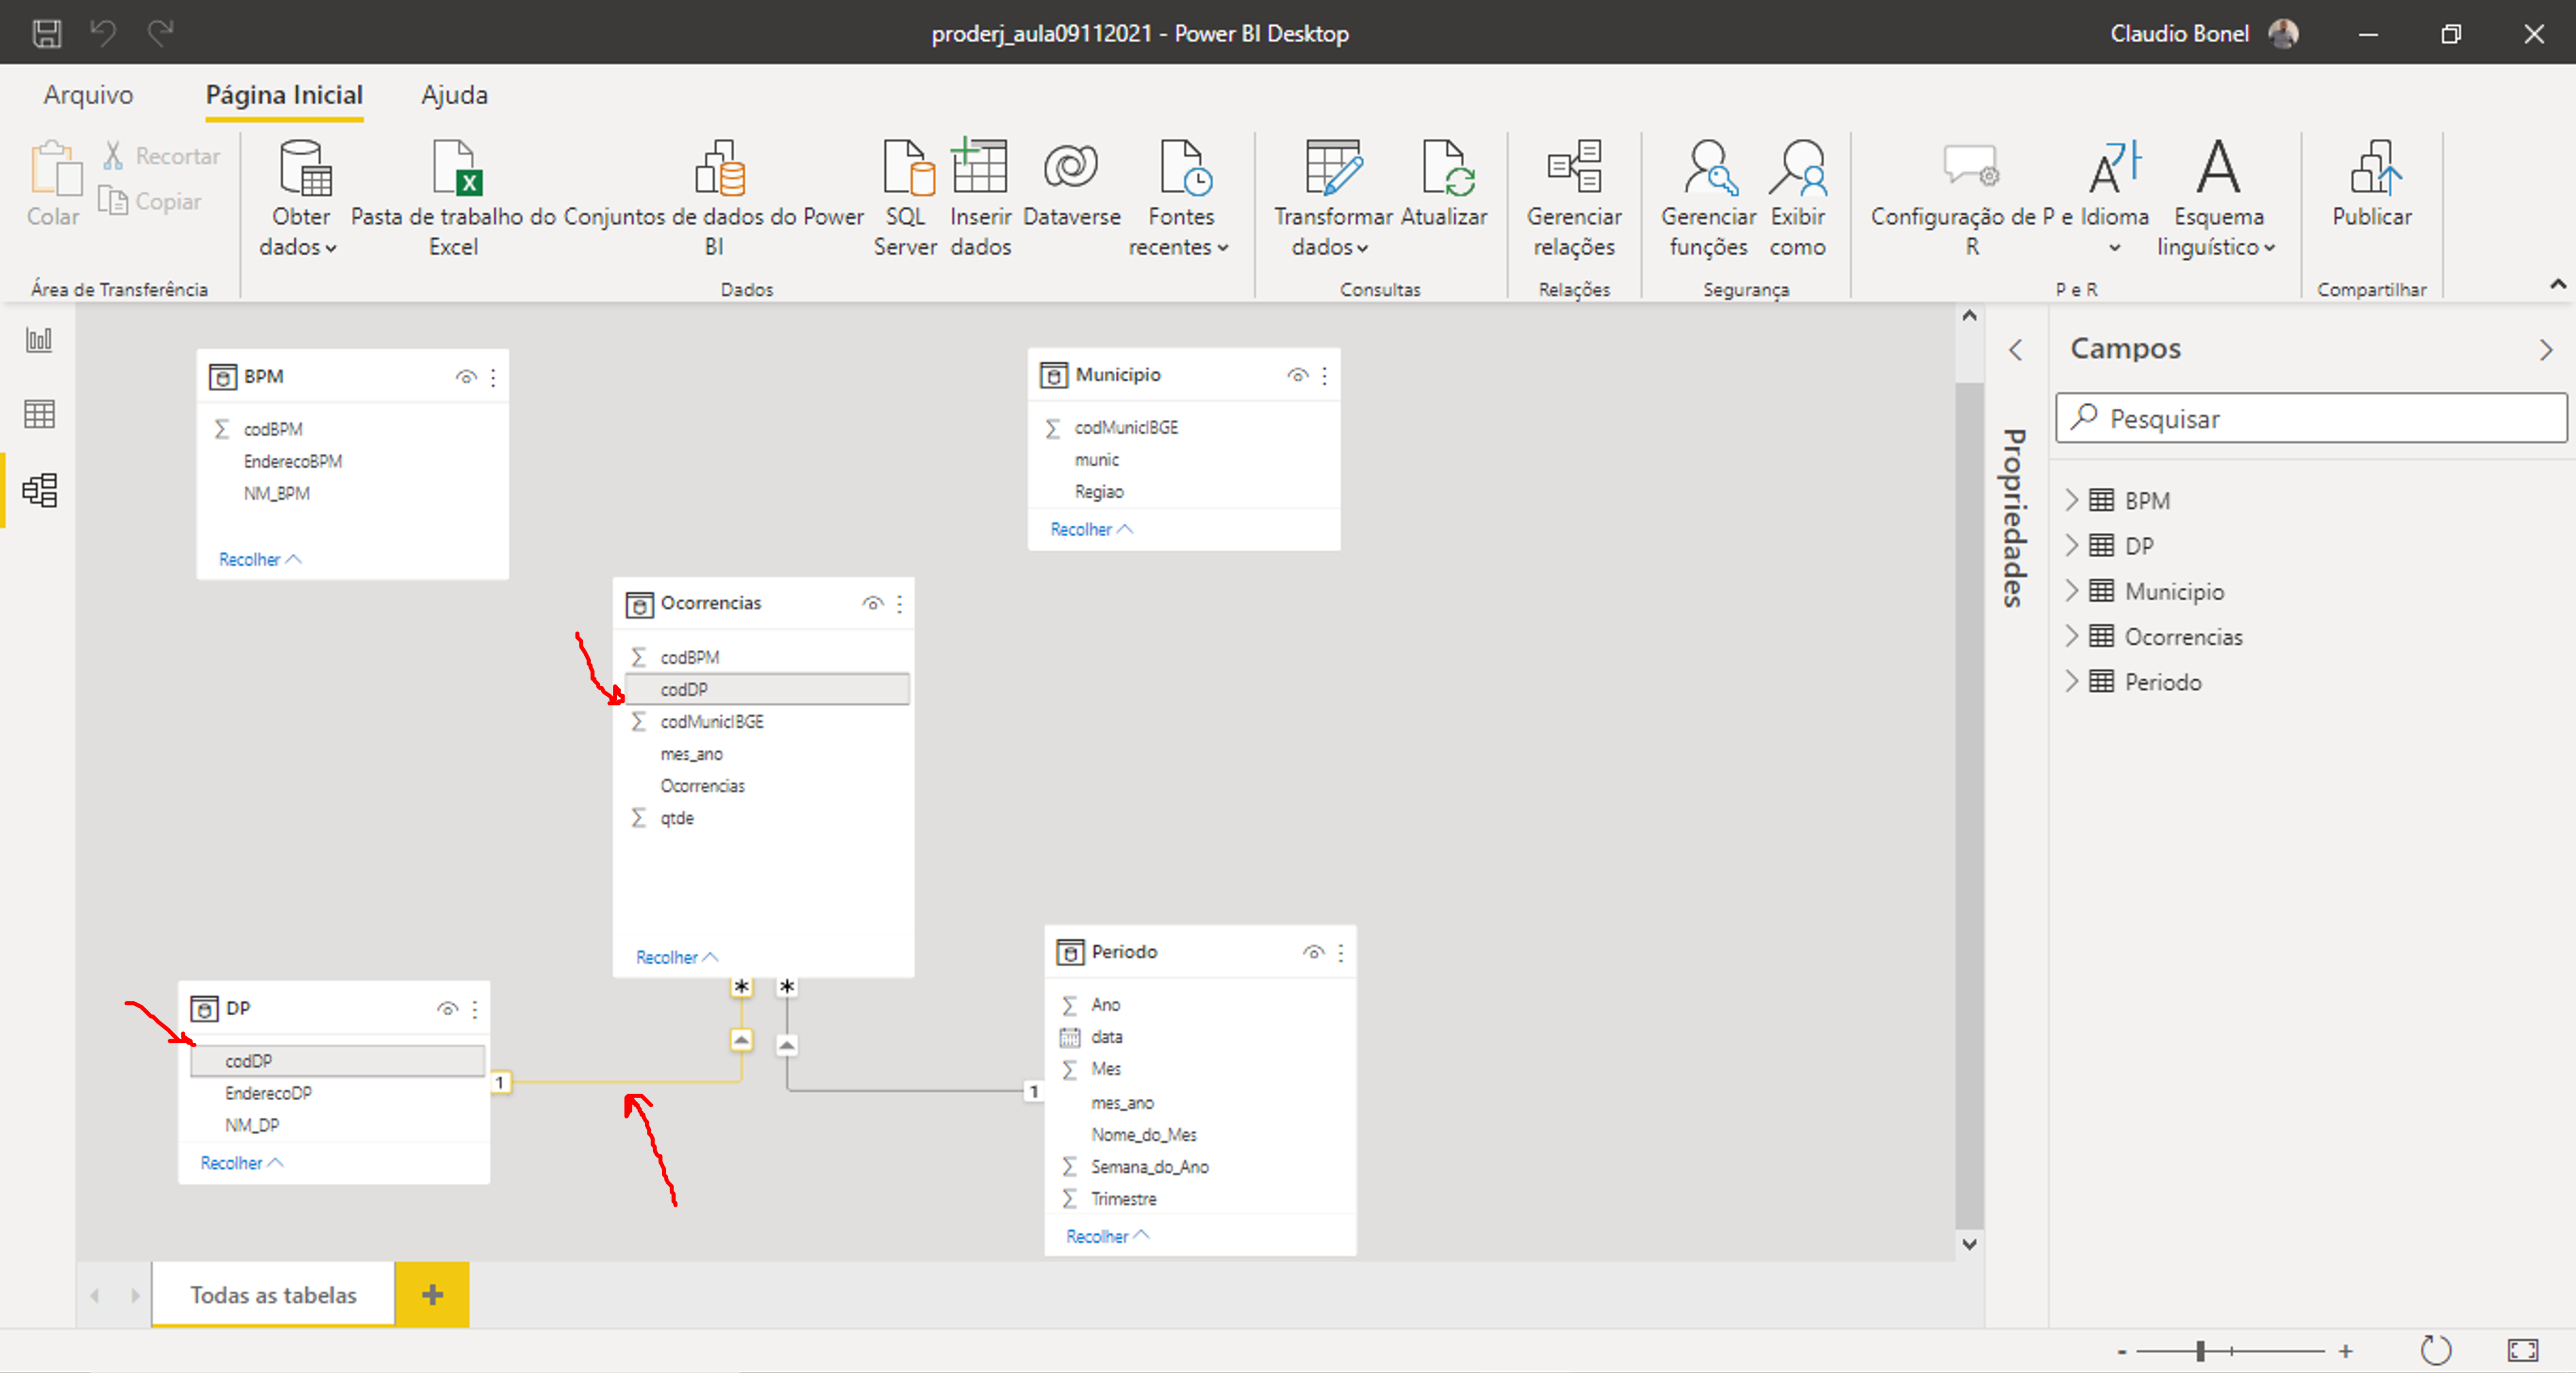 proderj_aula09112021 - Power BI Desktop
Claudio Bonel
Arquivo
Página Inicial
Ajuda
Colar
Recortar
Copiar
Área de Transferência
Obter
dados
Pasta de trabalho do
Excel
Conjuntos de dados do Power
BI
SQL
Server
Inserir
dados
Dataverse
Fontes
recentes
Dados
Transformar
dados
Atualizar
Consultas
Gerenciar
relações
Relações
Gerenciar
funções
Exibir
como
Segurança
Configuração de P e
R
Idioma
Esquema
linguístico
P e R
Publicar
Compartilhar
BPM
Σ codBPM
EnderecoBPM
NM_BPM
Recolher
Municipio
Σ codMunicIBGE
munic
Regiao
Recolher
Ocorrencias
Σ codBPM
codDP
Σ codMunicIBGE
mes_ano
Ocorrencias
Σ qtde
Recolher
* *
DP
codDP
EnderecoDP
NM_DP
Recolher
1
1
Periodo
Σ Ano
data
Σ Mes
mes_ano
Nome_do_Mes
Σ Semana_do_Ano
Σ Trimestre
Recolher
Propriedades
Campos
Pesquisar
BPM
DP
Municipio
Ocorrencias
Periodo
Todas as tabelas
+
- +